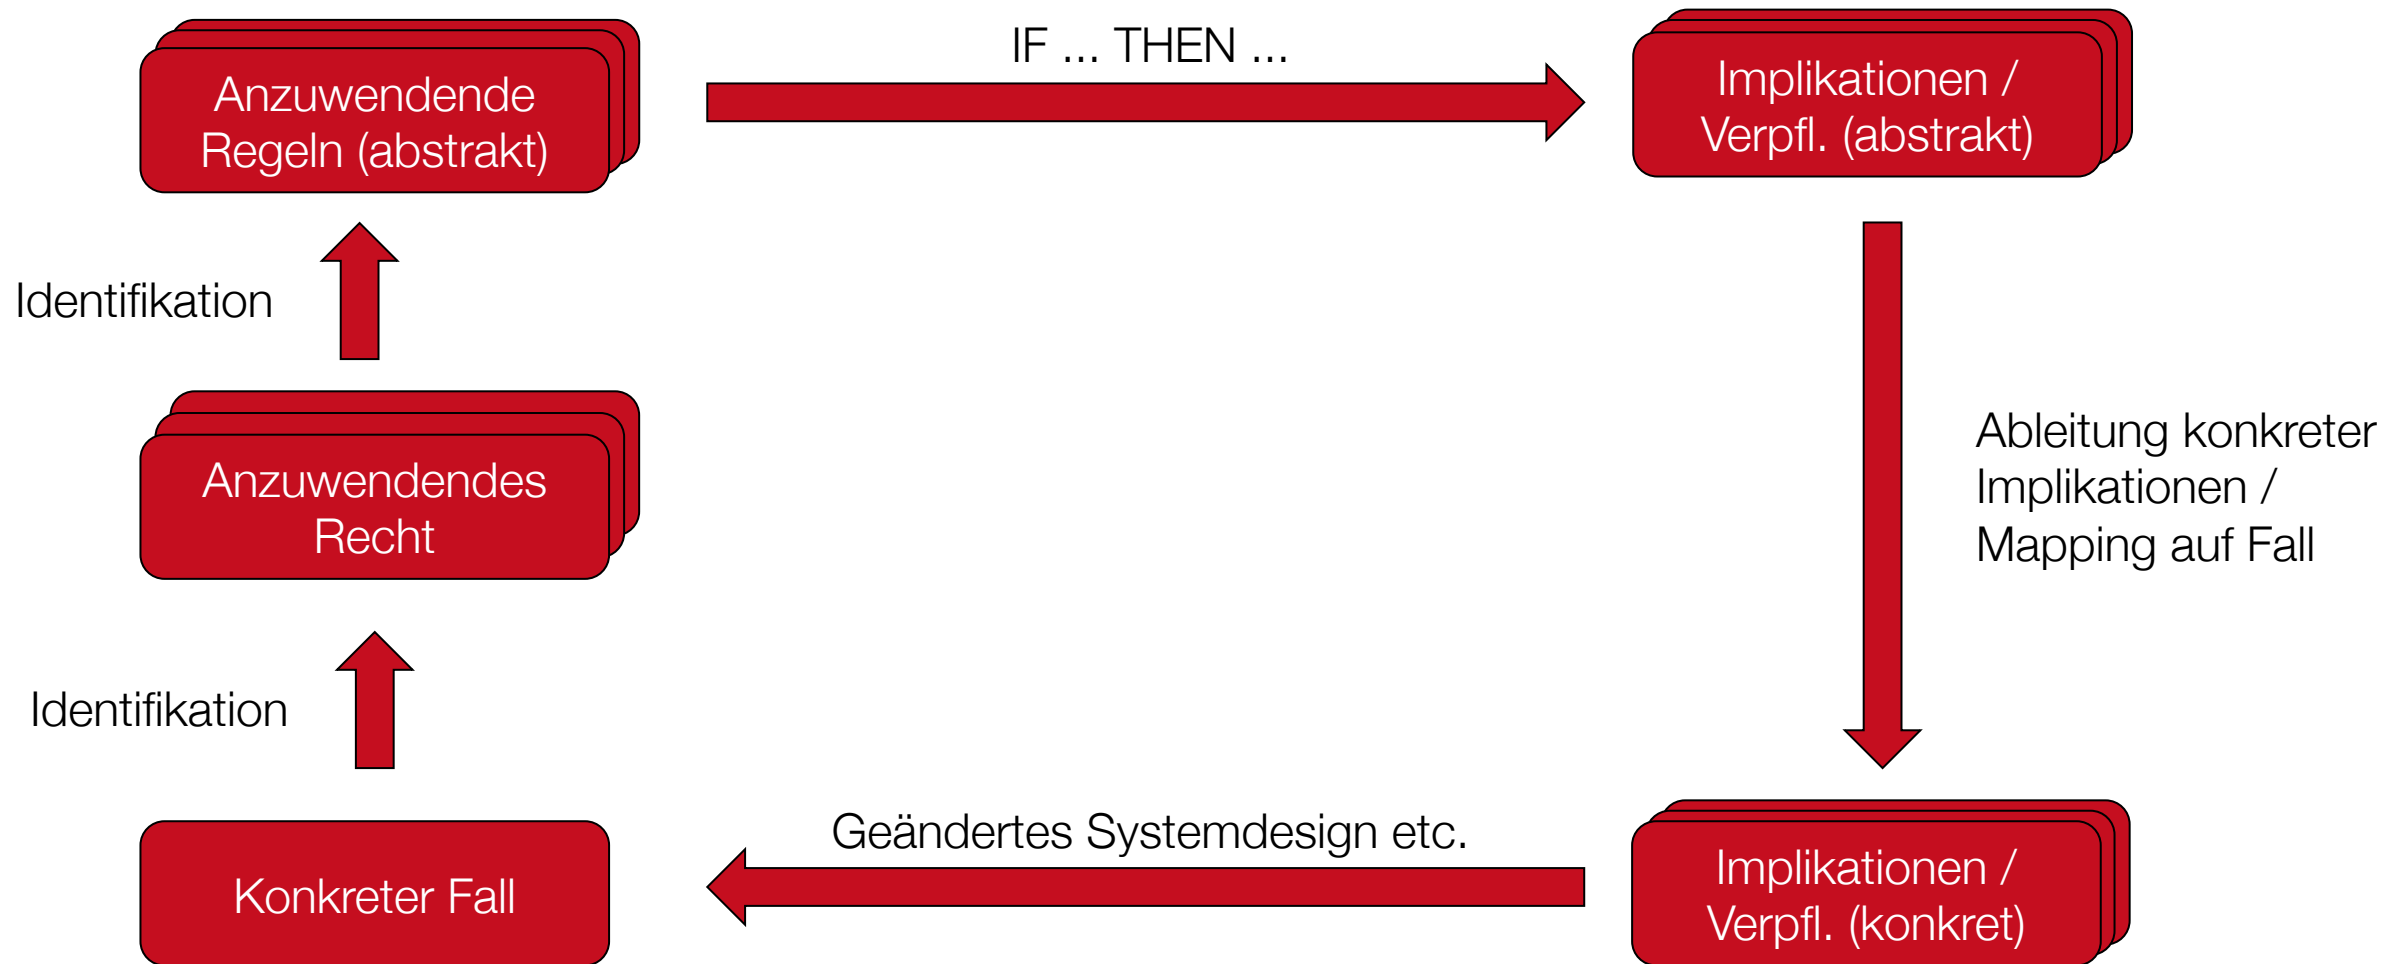 IF ... THEN ...
Anzuwendende
Regeln (abstrakt)
Implikationen /
Verpfl. (abstrakt)
Identifikation
Ableitung konkreter
Implikationen /
Mapping auf Fall
Anzuwendendes
Recht
Identifikation
Geändertes Systemdesign etc.
Konkreter Fall
Implikationen /
Verpfl. (konkret)